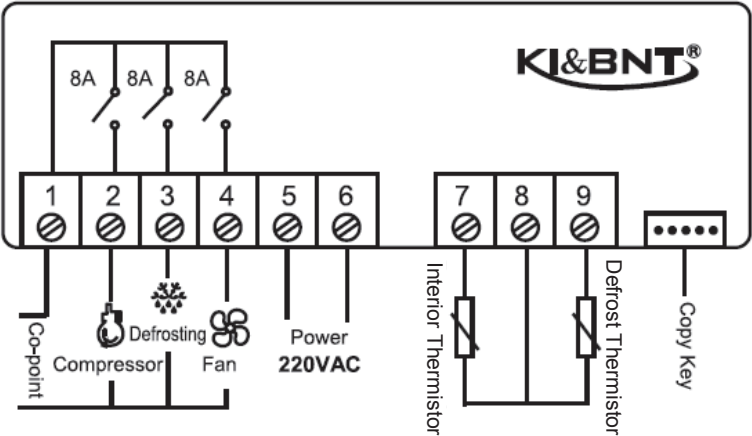 KI&BNT®
8A 8A 8A
1 2 3 4 5 6 7 8 9
Co-point
Compressor
Defrosting
Fan
Power
220VAC
Interior Thermistor
Defrost Thermistor
Copy Key